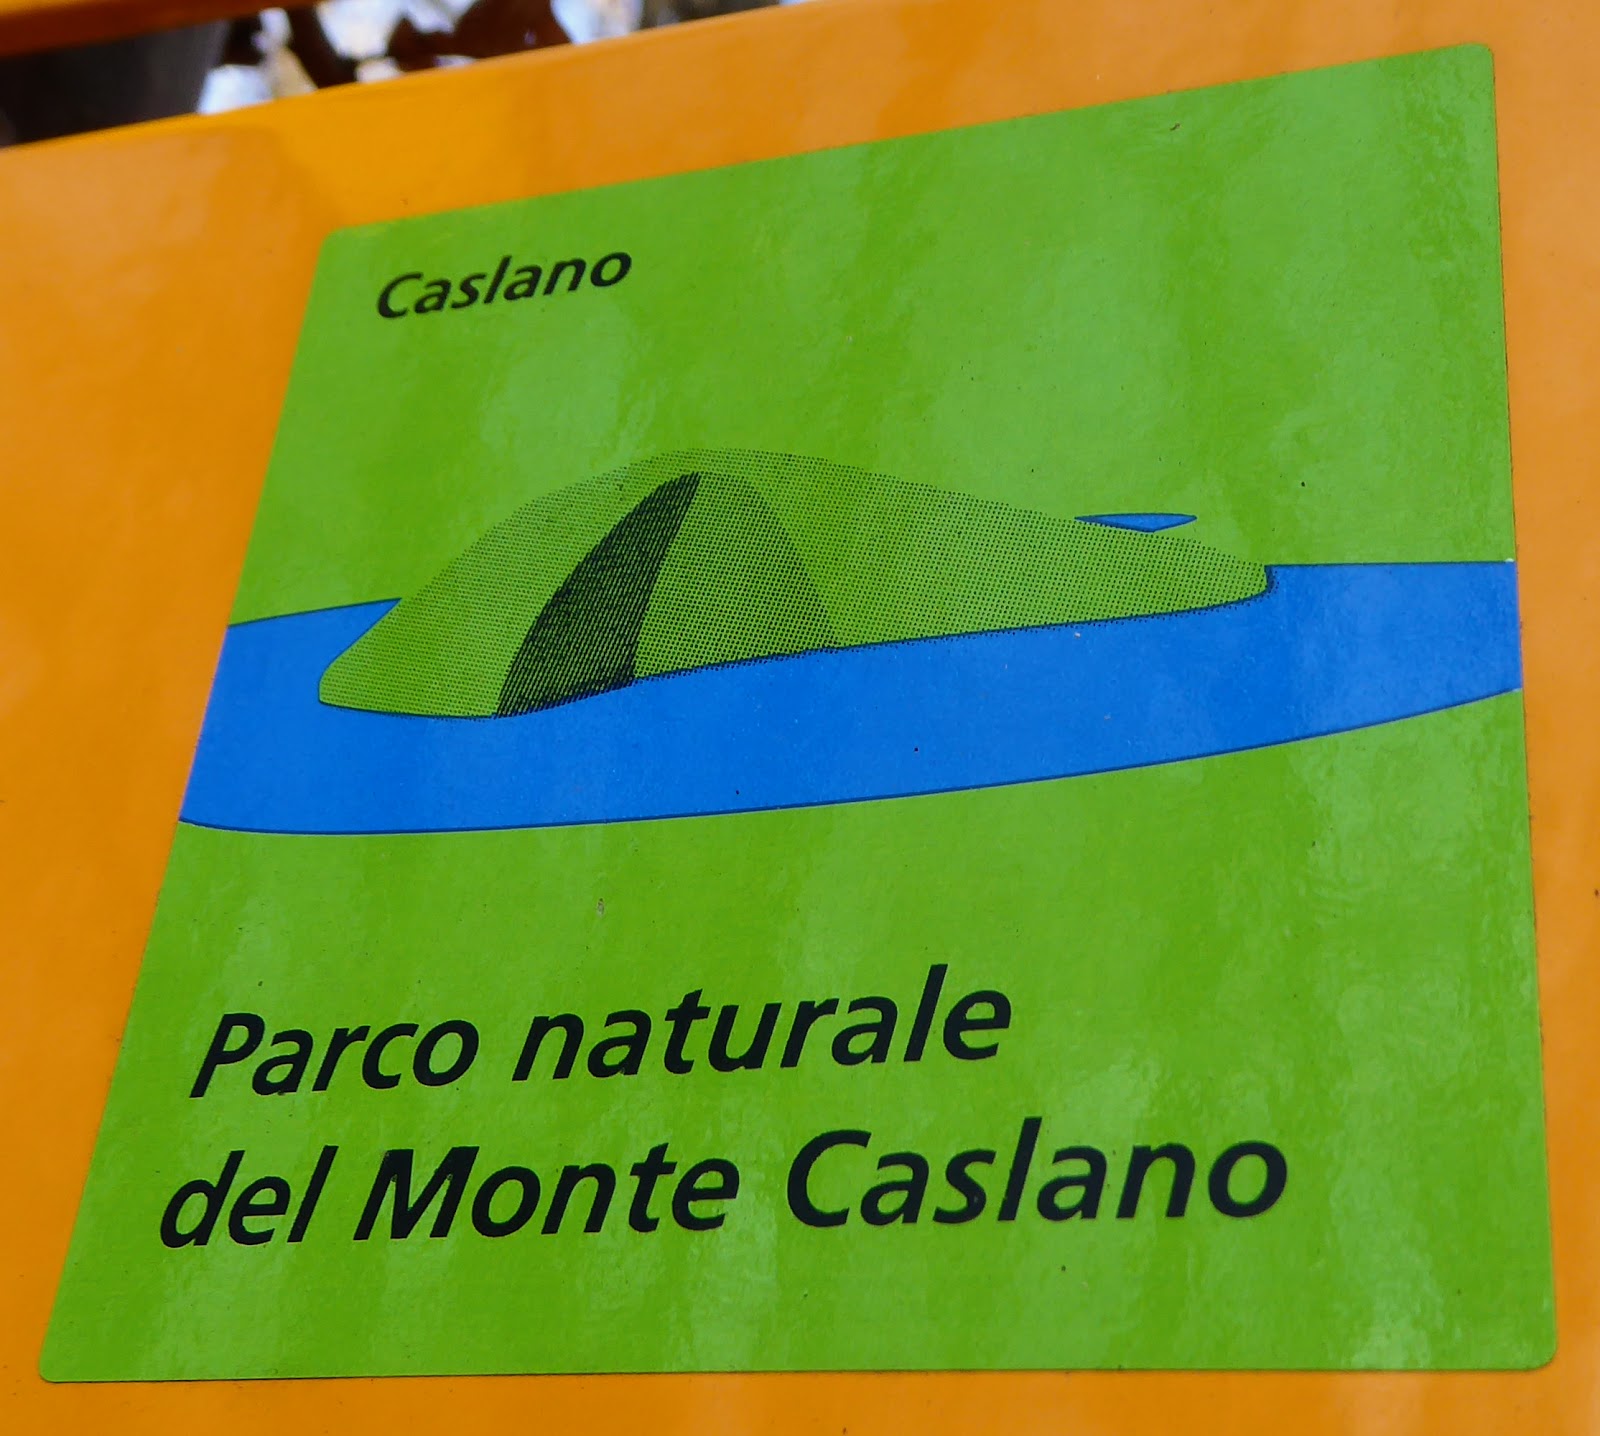 Caslano
Parco naturale
del Monte Caslano